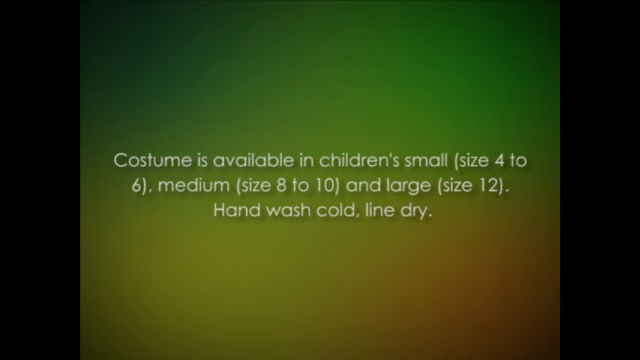 Costume is available in children's small (size 4 to
6), medium (size 8 to 10) and large (size 12).
Hand wash cold, line dry.